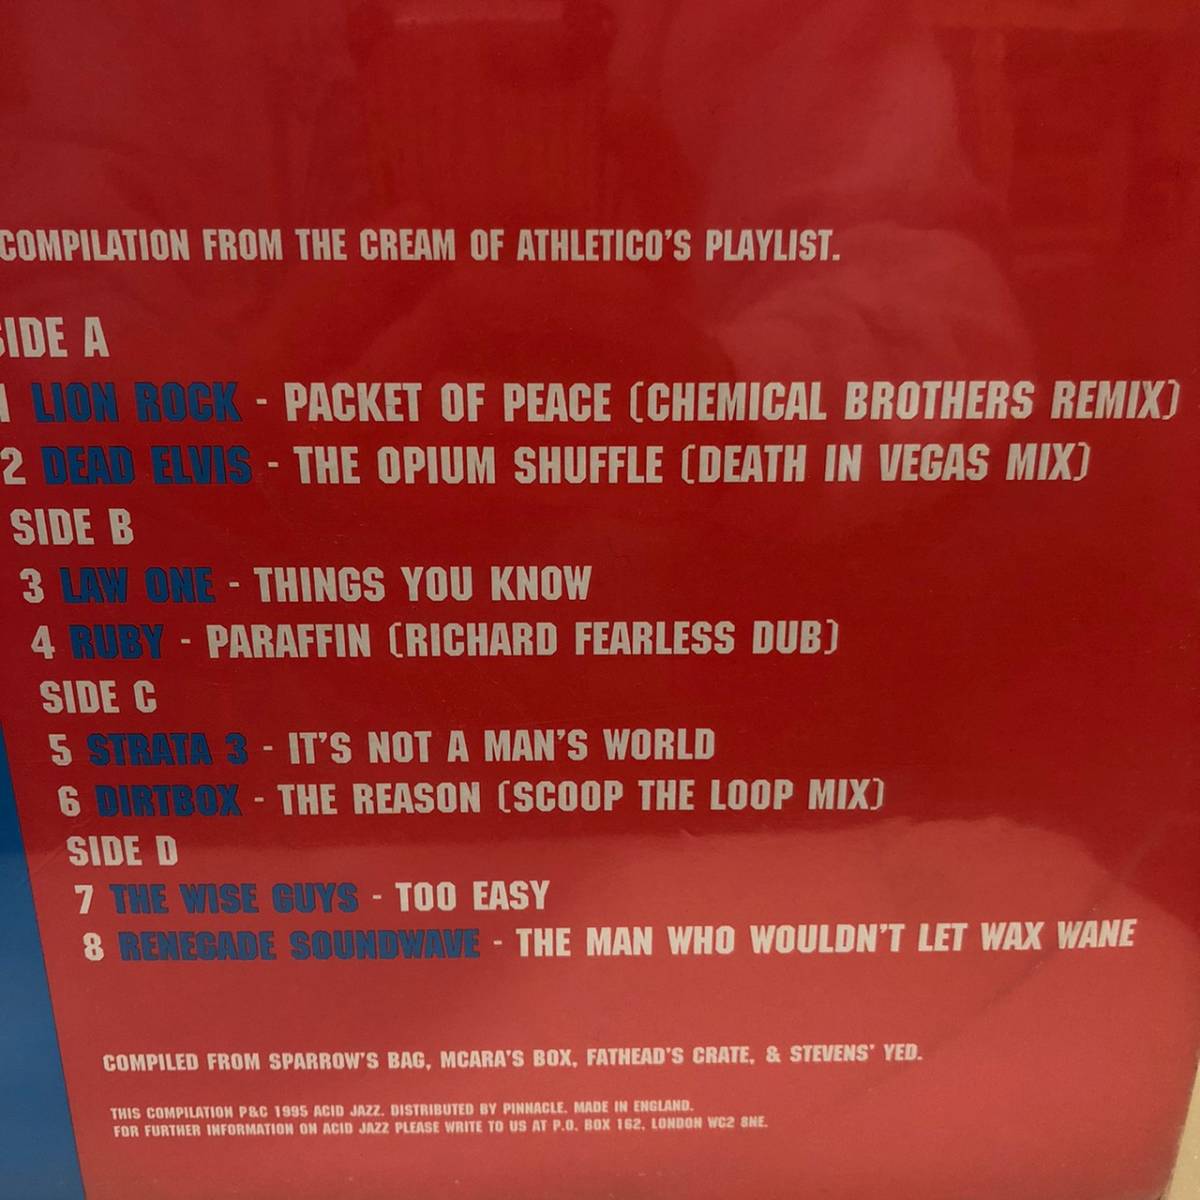 COMPILATION FROM THE CREAM OF ATHLETICO'S PLAYLIST.
SIDE A
1 LION ROCK - PACKET OF PEACE (CHEMICAL BROTHERS REMIX)
2 DEAD ELVIS - THE OPIUM SHUFFLE (DEATH IN VEGAS MIX)
SIDE B
3 LAW ONE - THINGS YOU KNOW
4 RUBY - PARAFFIN (RICHARD FEARLESS DUB)
SIDE C
5 STRATA 3 - IT'S NOT A MAN'S WORLD
6 DIRTBOX - THE REASON (SCOOP THE LOOP MIX)
SIDE D
7 THE WISE GUYS - TOO EASY
8 RENEGADE SOUNDWAVE - THE MAN WHO WOULDN'T LET WAX WANE
COMPILED FROM SPARROW'S BAG, MCARA'S BOX, FATHEAD'S CRATE, & STEVENS' YED.
THIS COMPILATION P&C 1995 ACID JAZZ. DISTRIBUTED BY PINNACLE. MADE IN ENGLAND.
FOR FURTHER INFORMATION ON ACID JAZZ PLEASE WRITE TO US AT P.O. BOX 162, LONDON WC2 8NE.